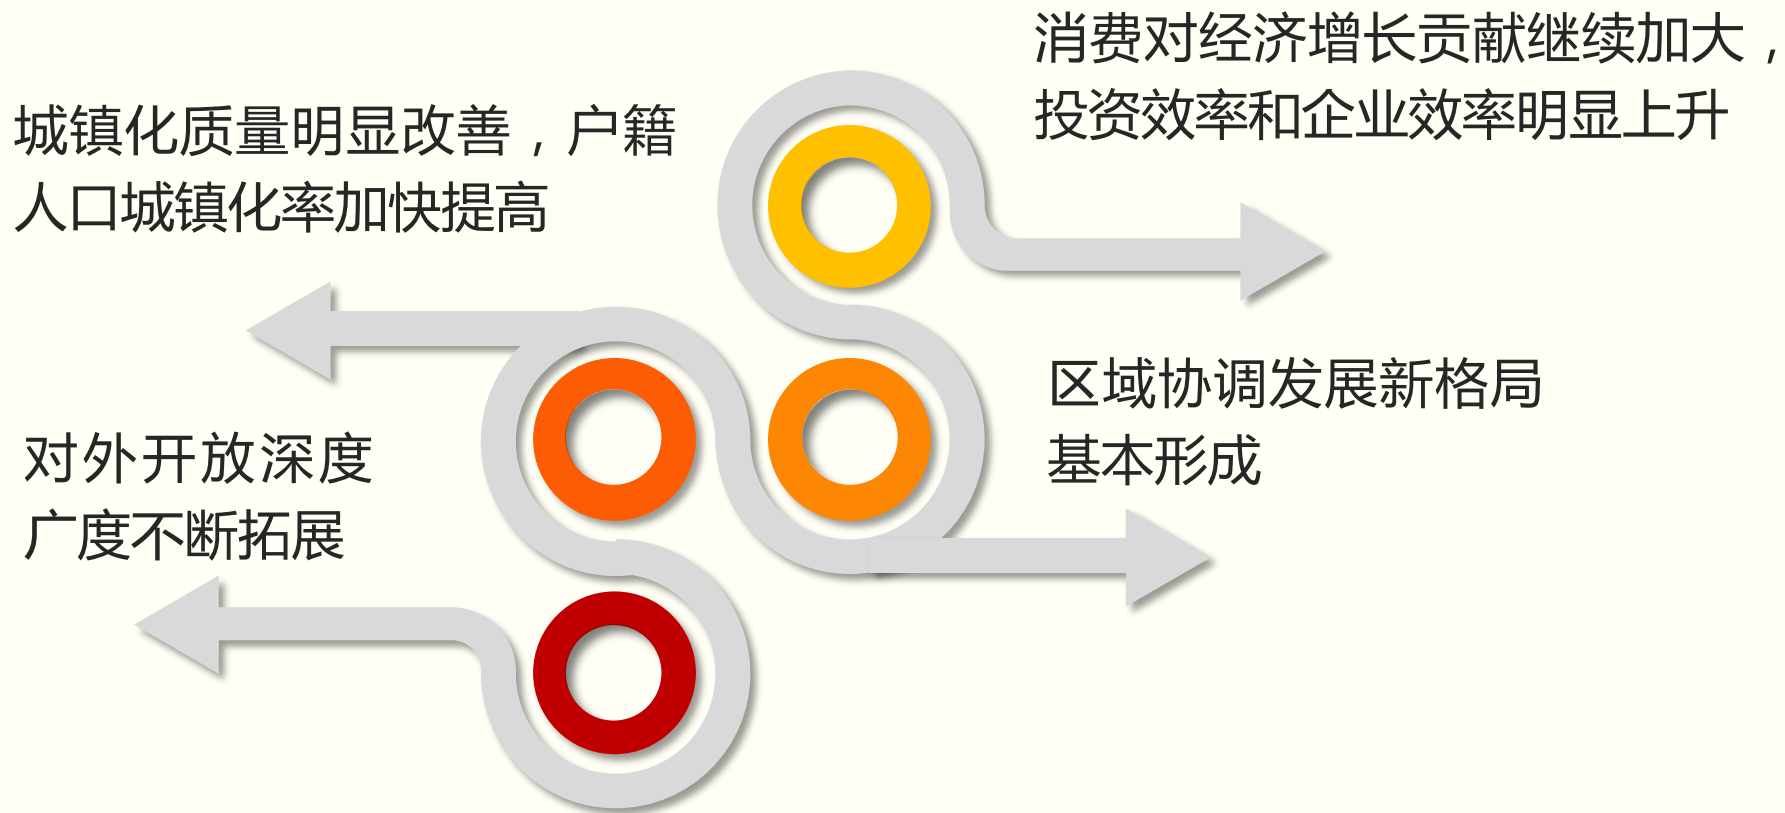 消费对经济增长贡献继续加大，
投资效率和企业效率明显上升
城镇化质量明显改善，户籍
人口城镇化率加快提高
区域协调发展新格局
基本形成
对外开放深度
广度不断拓展